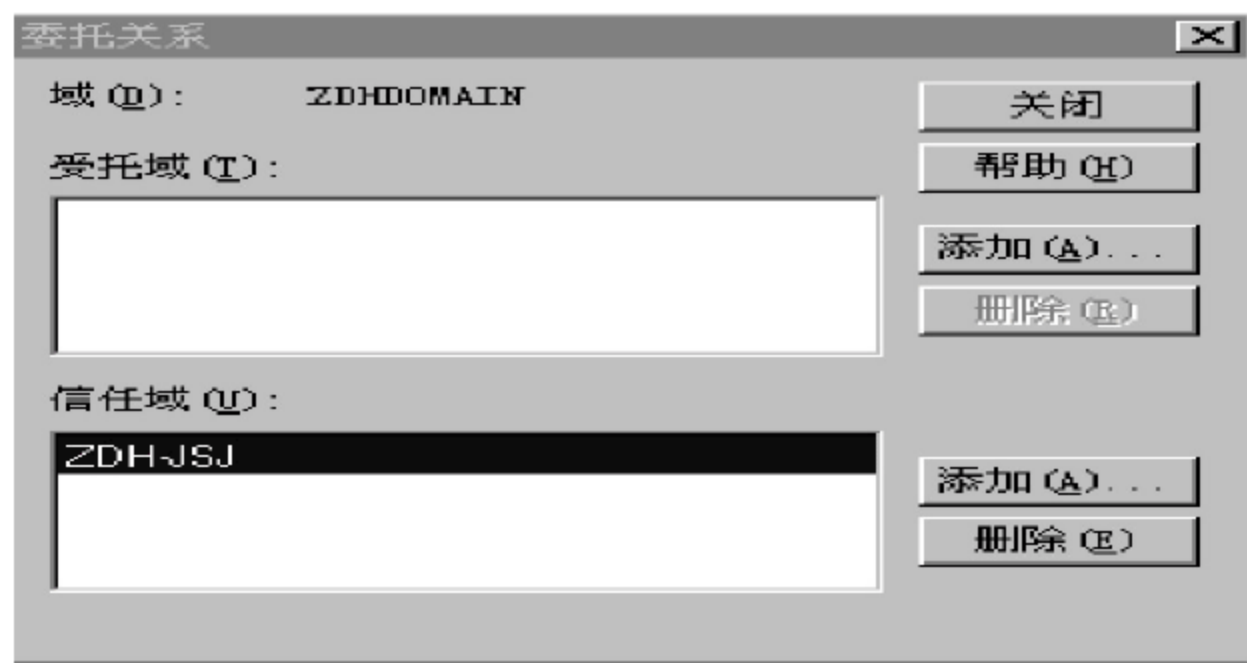 委托关系
域(D): ZDHDOMAIN
关闭
受托域(T):
帮助(H)
添加(A)...
删除(R)
信任域(U):
ZDH-JSJ
添加(A)...
删除(E)